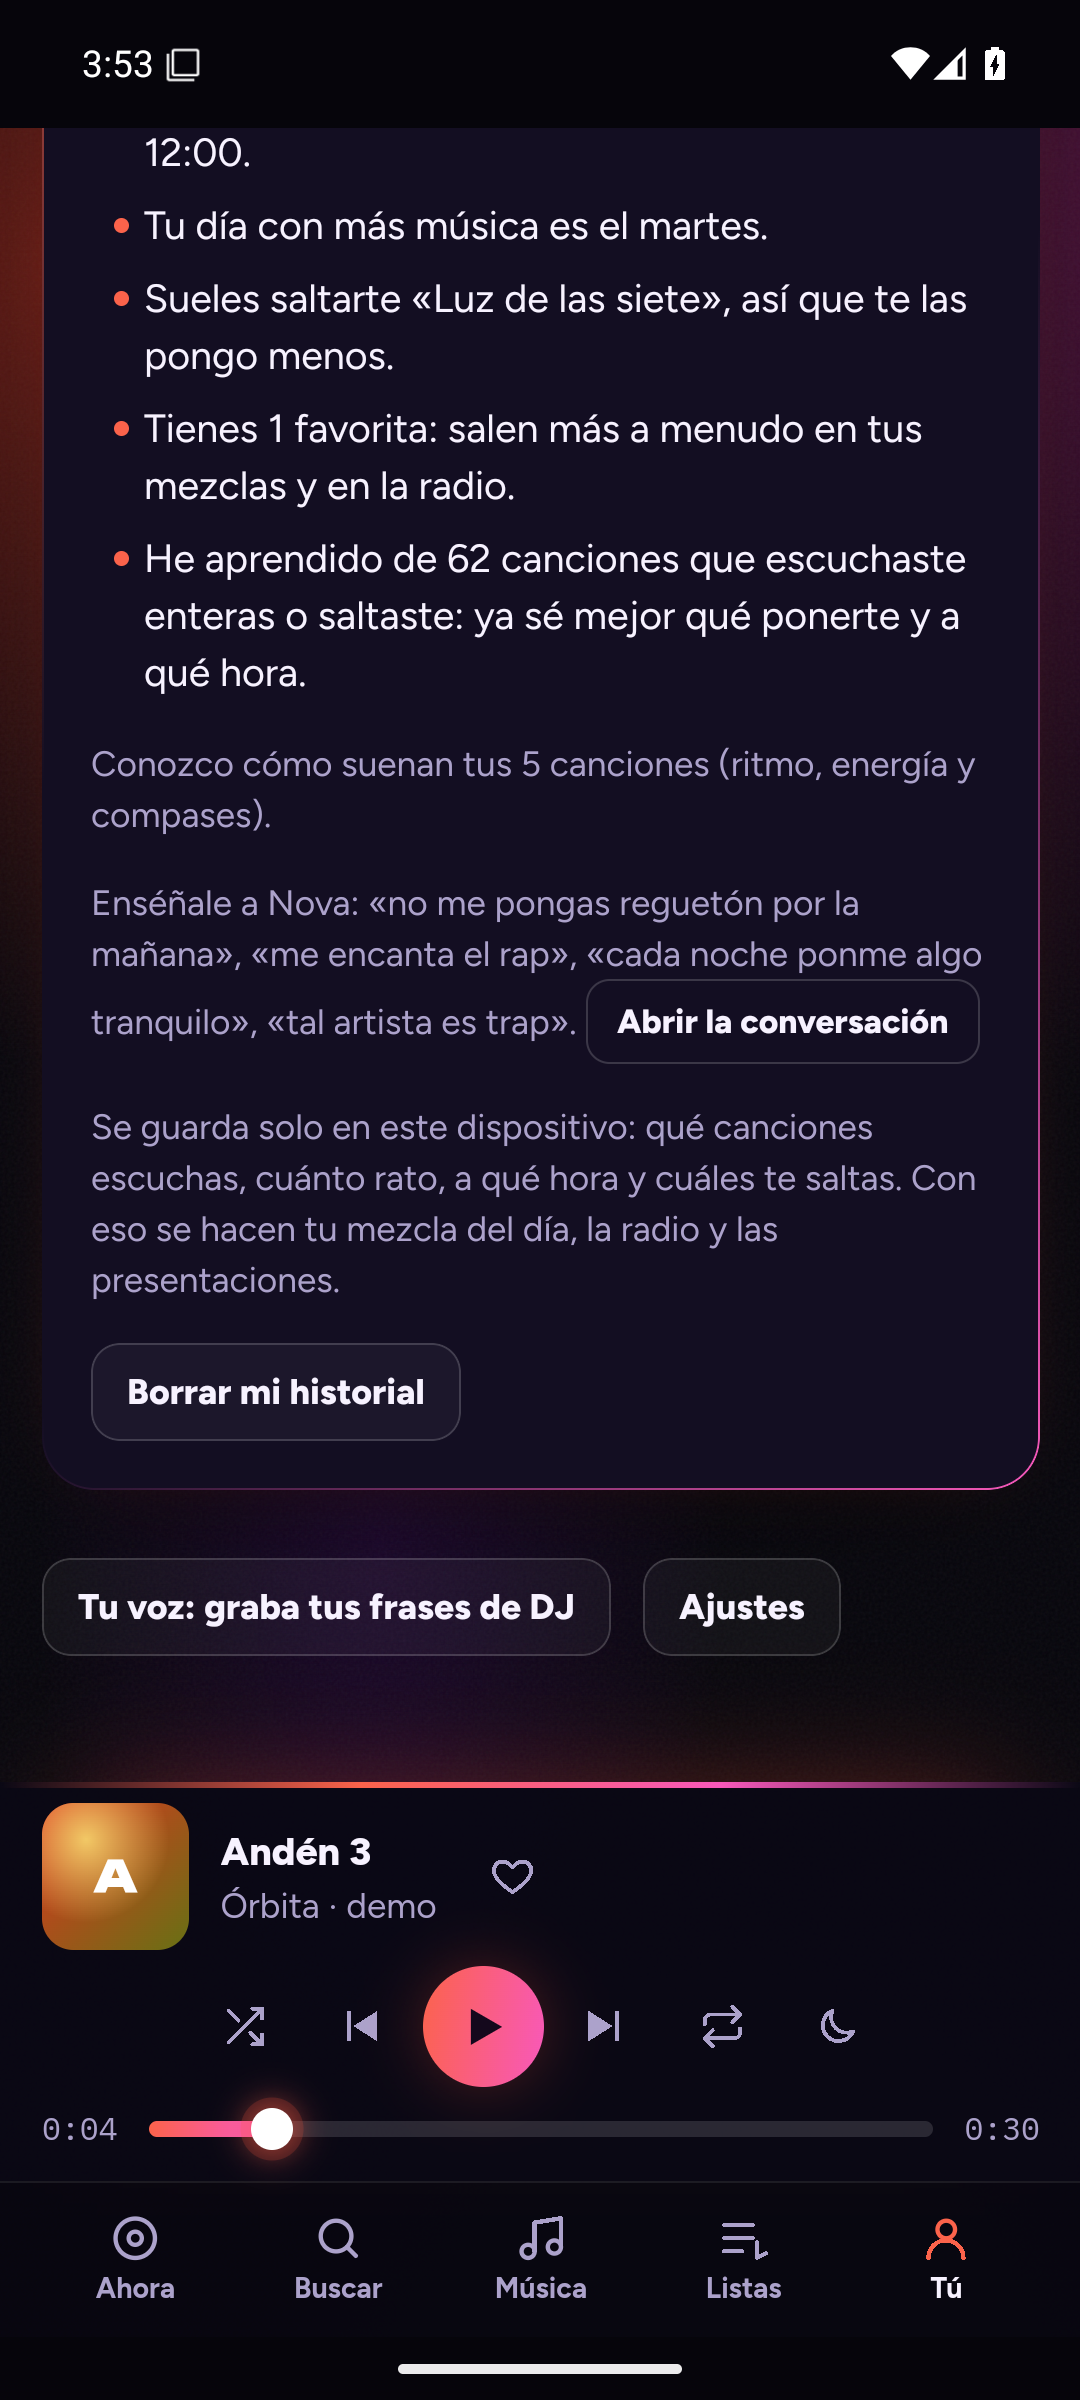 3:53
12:00.
Tu día con más música es el martes.
Sueles saltarte «Luz de las siete», así que te las
pongo menos.
Tienes 1 favorita: salen más a menudo en tus
mezclas y en la radio.
He aprendido de 62 canciones que escuchaste
enteras o saltaste: ya sé mejor qué ponerte y a
qué hora.
Conozco cómo suenan tus 5 canciones (ritmo, energía y
compases).
Enséñale a Nova: «no me pongas reguetón por la
mañana», «me encanta el rap», «cada noche ponme algo
tranquilo», «tal artista es trap». Abrir la conversación
Se guarda solo en este dispositivo: qué canciones
escuchas, cuánto rato, a qué hora y cuáles te saltas. Con
eso se hacen tu mezcla del día, la radio y las
presentaciones.
Borrar mi historial
Tu voz: graba tus frases de DJ Ajustes
A
Andén 3
Órbita · demo
0:04 0:30
Ahora Buscar Música Listas Tú